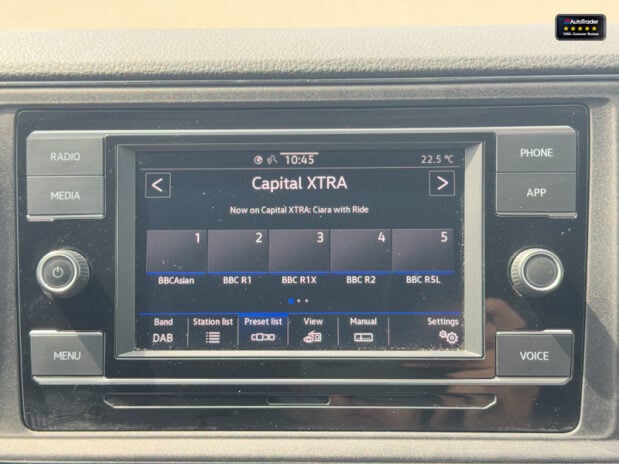 AutoTrader
RADIO
MEDIA
MENU
PHONE
APP
VOICE
10:45
22.5 °C
<
Capital XTRA
>
Now on Capital XTRA: Ciara with Ride
1 2 3 4 5
BBCAsian BBC R1 BBC R1X BBC R2 BBC R5L
Band Station list Preset list View Manual Settings
DAB